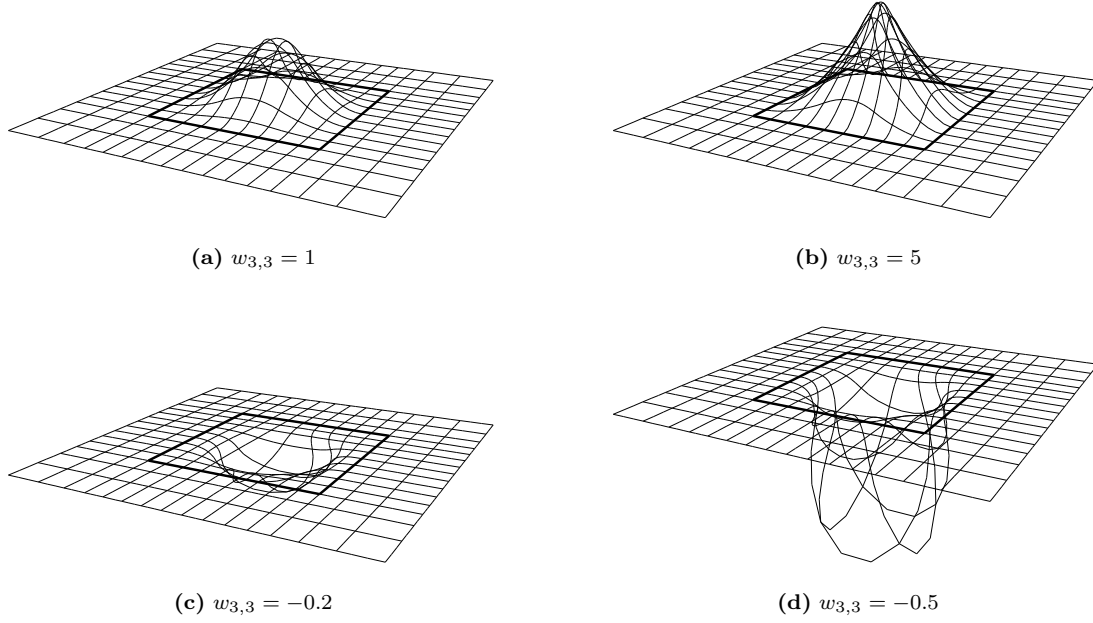 (a) w₃,₃ = 1
(b) w₃,₃ = 5
(c) w₃,₃ = −0.2
(d) w₃,₃ = −0.5